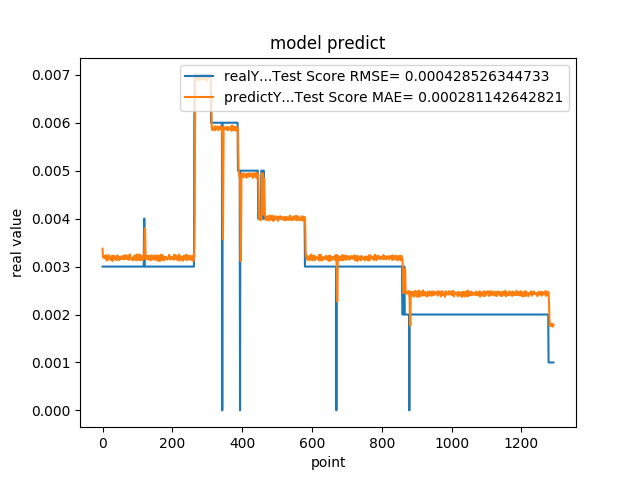 model predict
realY...Test Score RMSE= 0.000428526344733
predictY...Test Score MAE= 0.000281142642821
0.007
0.006
0.005
0.004
0.003
0.002
0.001
0.000
real value
0 200 400 600 800 1000 1200
point